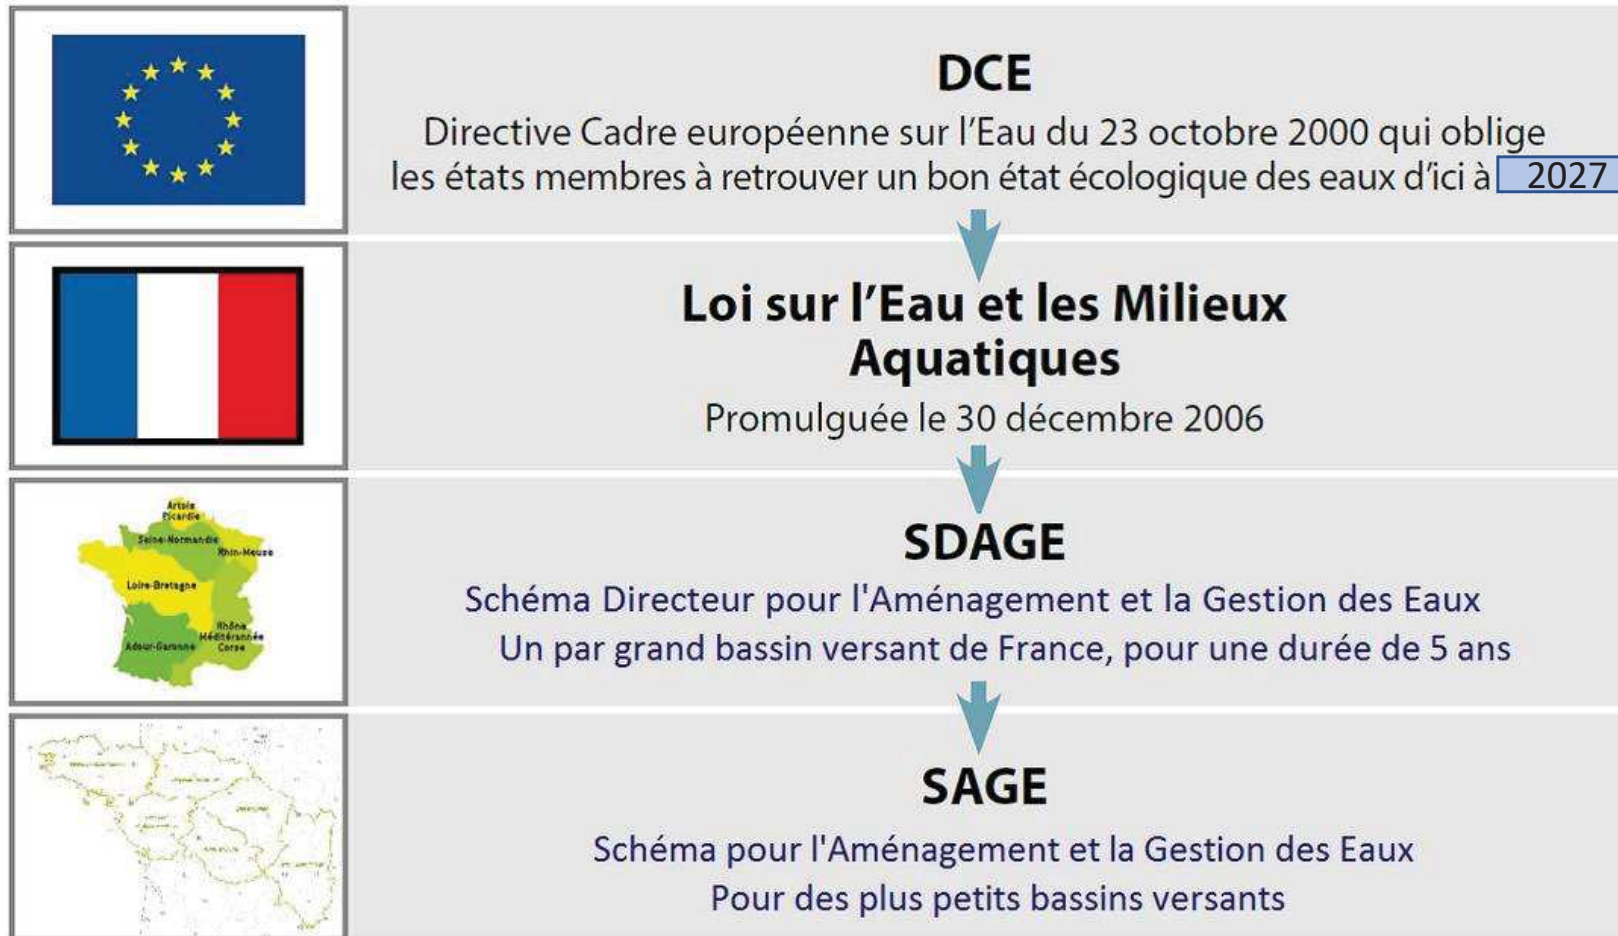 DCE
Directive Cadre européenne sur l'Eau du 23 octobre 2000 qui oblige
les états membres à retrouver un bon état écologique des eaux d'ici à 2027
Loi sur l'Eau et les Milieux
Aquatiques
Promulguée le 30 décembre 2006
Artois
Picardie
Seine-Normandie
Rhin-Meuse
Loire-Bretagne
Rhône
Méditérannée
Corse
Adour-Garonne
SDAGE
Schéma Directeur pour l'Aménagement et la Gestion des Eaux
Un par grand bassin versant de France, pour une durée de 5 ans
SAGE
Schéma pour l'Aménagement et la Gestion des Eaux
Pour des plus petits bassins versants